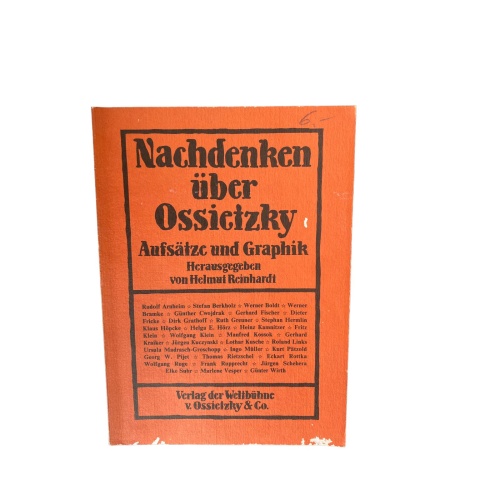 6,-
Nachdenken
über
Ossietzky
Aufsätze und Graphik
Herausgegeben
von Helmut Reinhardt
Rudolf Arnheim ☆ Stefan Berkholz ☆ Werner Boldt ☆ Werner
Bramke ☆ Günther Cwojdrak ☆ Gerhard Fischer ☆ Dieter
Fricke ☆ Dirk Grathoff ☆ Ruth Greuner ☆ Stephan Hermlin
Klaus Höpcke ☆ Helga E. Hörz ☆ Heinz Kamnitzer ☆ Fritz
Klein ☆ Wolfgang Klein ☆ Manfred Kossok ☆ Gerhard
Kraiker ☆ Jürgen Kuczynski ☆ Lothar Kusche ☆ Roland Links
Ursula Madrasch-Groschopp ☆ Ingo Müller ☆ Kurt Pätzold
Georg W. Pijet ☆ Thomas Rietzschel ☆ Eckart Rottka
Wolfgang Ruge ☆ Frank Rupprecht ☆ Jürgen Schebera
Elke Suhr ☆ Marlene Vesper ☆ Günter Wirth
Verlag der Weltbühne
v. Ossietzky & Co.